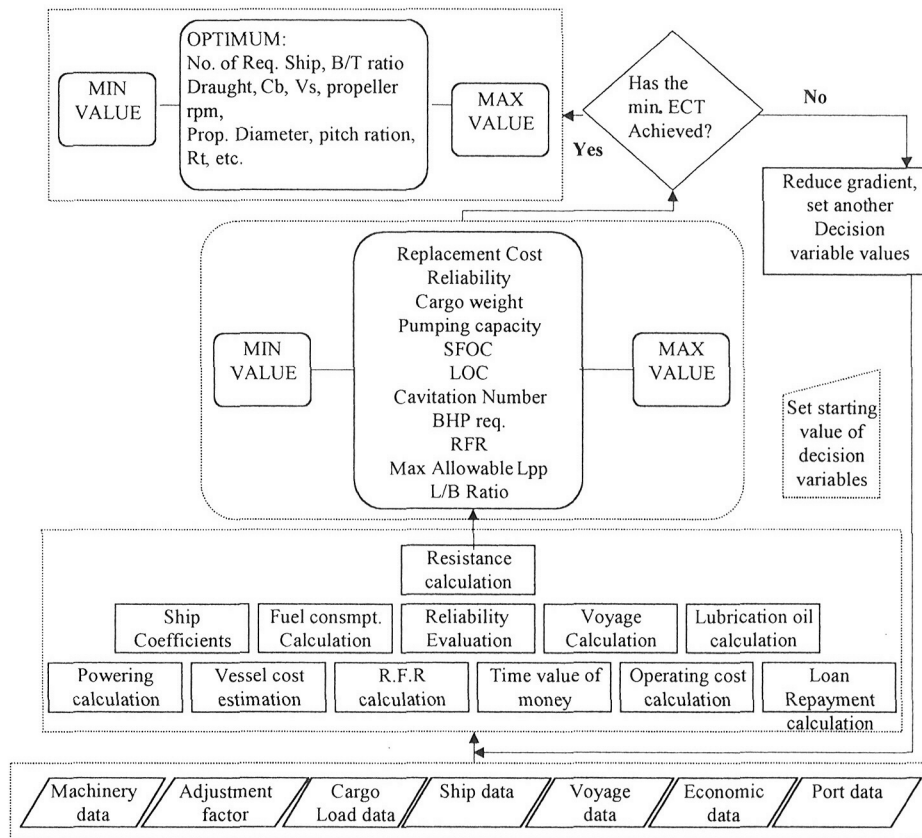 OPTIMUM:
No. of Req. Ship, B/T ratio
Draught, Cb, Vs, propeller
rpm,
Prop. Diameter, pitch ration,
Rt, etc.
MIN
VALUE
MAX
VALUE
Has the
min. ECT
Achieved?
No
Yes
Reduce gradient,
set another
Decision
variable values
Replacement Cost
Reliability
Cargo weight
Pumping capacity
SFOC
LOC
Cavitation Number
BHP req.
RFR
Max Allowable Lpp
L/B Ratio
MIN
VALUE
MAX
VALUE
Set starting
value of
decision
variables
Resistance
calculation
Ship
Coefficients
Fuel consmpt.
Calculation
Reliability
Evaluation
Voyage
Calculation
Lubrication oil
calculation
Powering
calculation
Vessel cost
estimation
R.F.R
calculation
Time value of
money
Operating cost
calculation
Loan
Repayment
calculation
Machinery
data
Adjustment
factor
Cargo
Load data
Ship data
Voyage
data
Economic
data
Port data